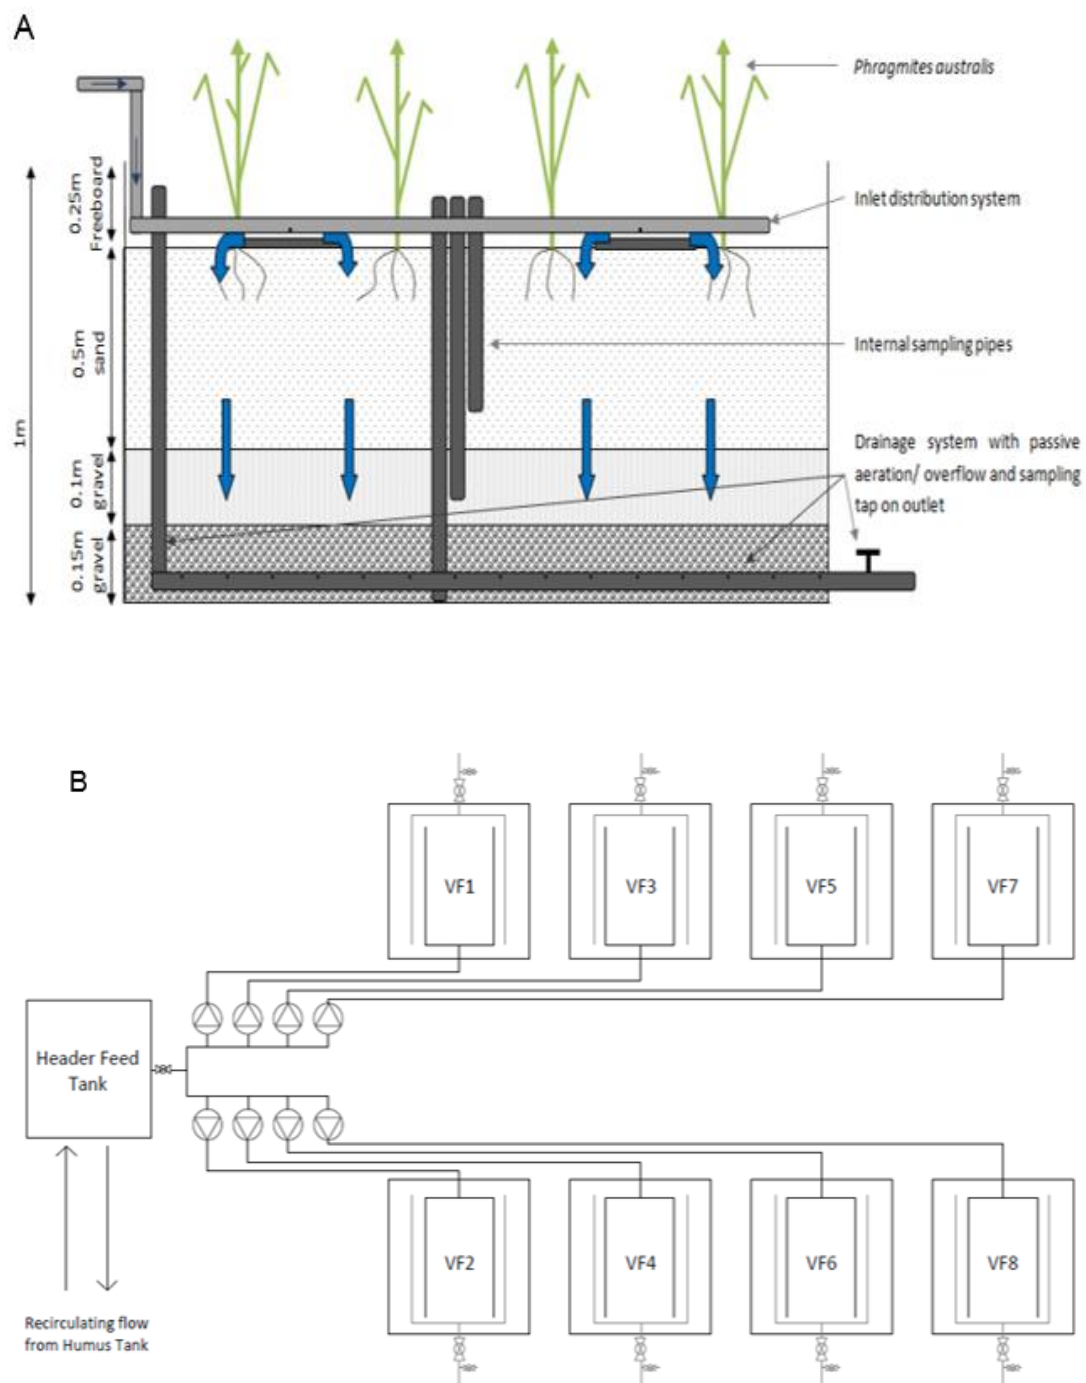 A
Phragmites australis
0.25m
Freeboard
Inlet distribution system
0.5m
sand
Internal sampling pipes
1m
Drainage system with passive
aeration/ overflow and sampling
tap on outlet
0.1m
gravel
0.15m
gravel
B
VF1
VF3
VF5
VF7
Header Feed
Tank
VF2
VF4
VF6
VF8
Recirculating flow
from Humus Tank